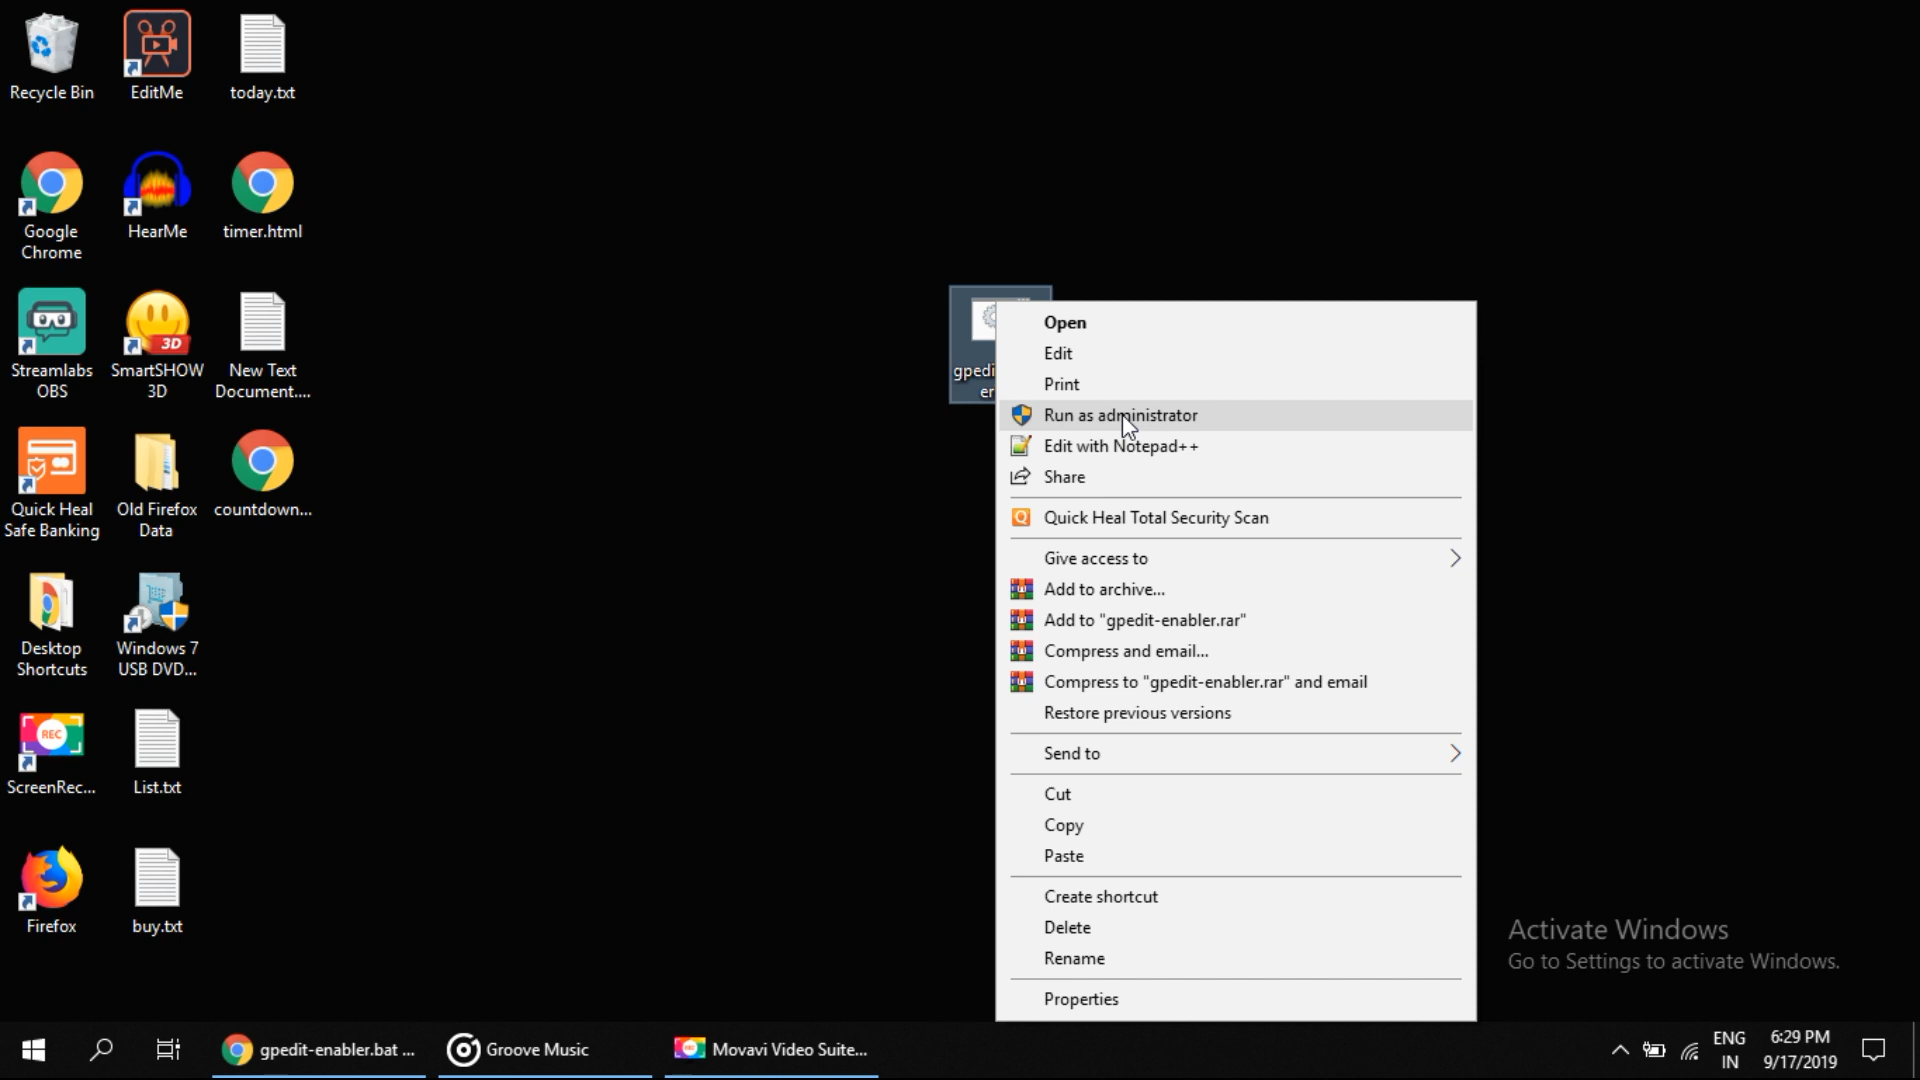 Recycle Bin
EditMe
today.txt
Google
Chrome
HearMe
timer.html
Streamlabs
OBS
3D
SmartSHOW
3D
New Text
Document....
Quick Heal
Safe Banking
Old Firefox
Data
countdown...
Desktop
Shortcuts
Windows 7
USB DVD...
REC
ScreenRec...
List.txt
Firefox
buy.txt
gpedi
er
Open
Edit
Print
Run as administrator
Edit with Notepad++
Share
Quick Heal Total Security Scan
Give access to
Add to archive...
Add to "gpedit-enabler.rar"
Compress and email...
Compress to "gpedit-enabler.rar" and email
Restore previous versions
Send to
Cut
Copy
Paste
Create shortcut
Delete
Rename
Properties
Activate Windows
Go to Settings to activate Windows.
gpedit-enabler.bat ...
Groove Music
REC
Movavi Video Suite...
ENG
IN
6:29 PM
9/17/2019